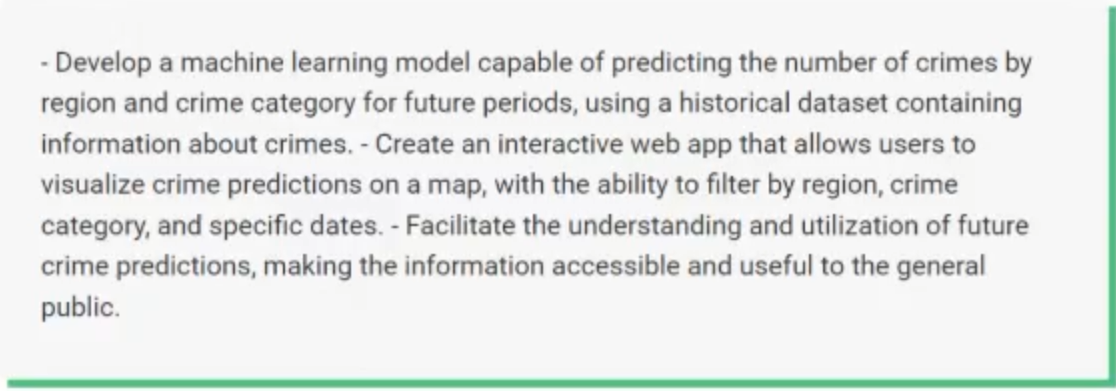 - Develop a machine learning model capable of predicting the number of crimes by
region and crime category for future periods, using a historical dataset containing
information about crimes. - Create an interactive web app that allows users to
visualize crime predictions on a map, with the ability to filter by region, crime
category, and specific dates. - Facilitate the understanding and utilization of future
crime predictions, making the information accessible and useful to the general
public.